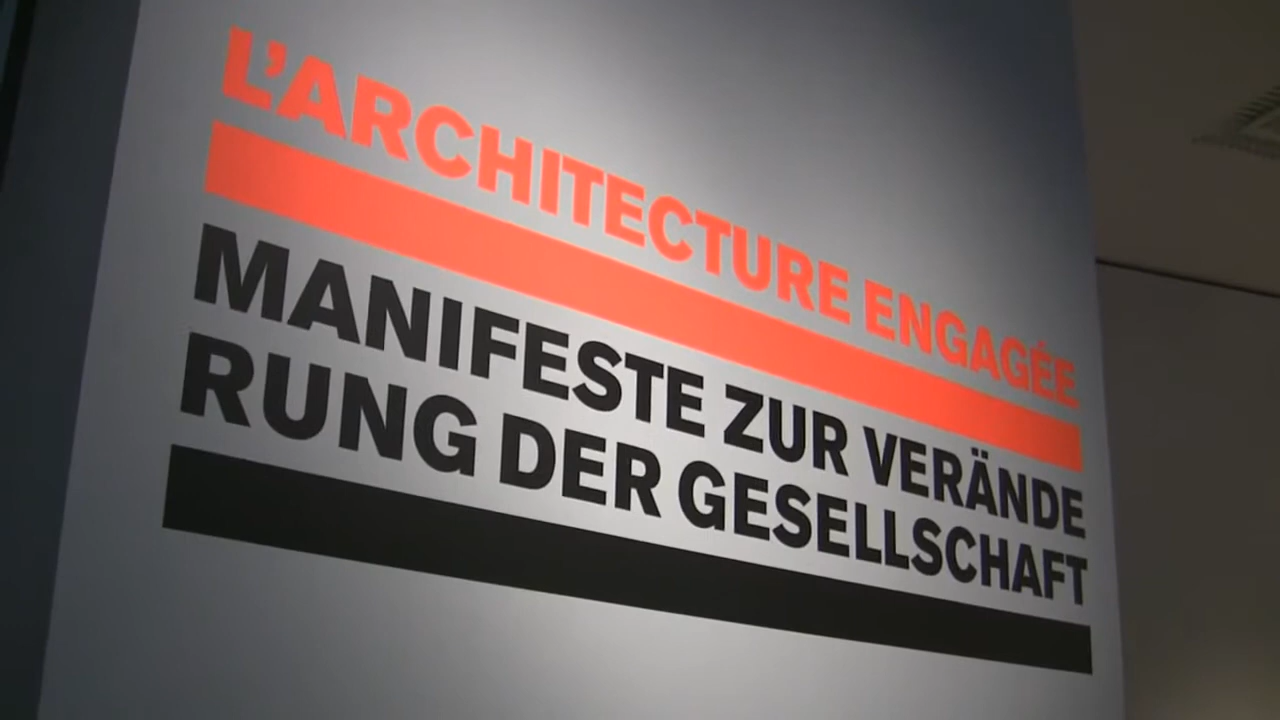 L'ARCHITECTURE ENGAGÉE
MANIFESTE ZUR VERÄNDE
RUNG DER GESELLSCHAFT